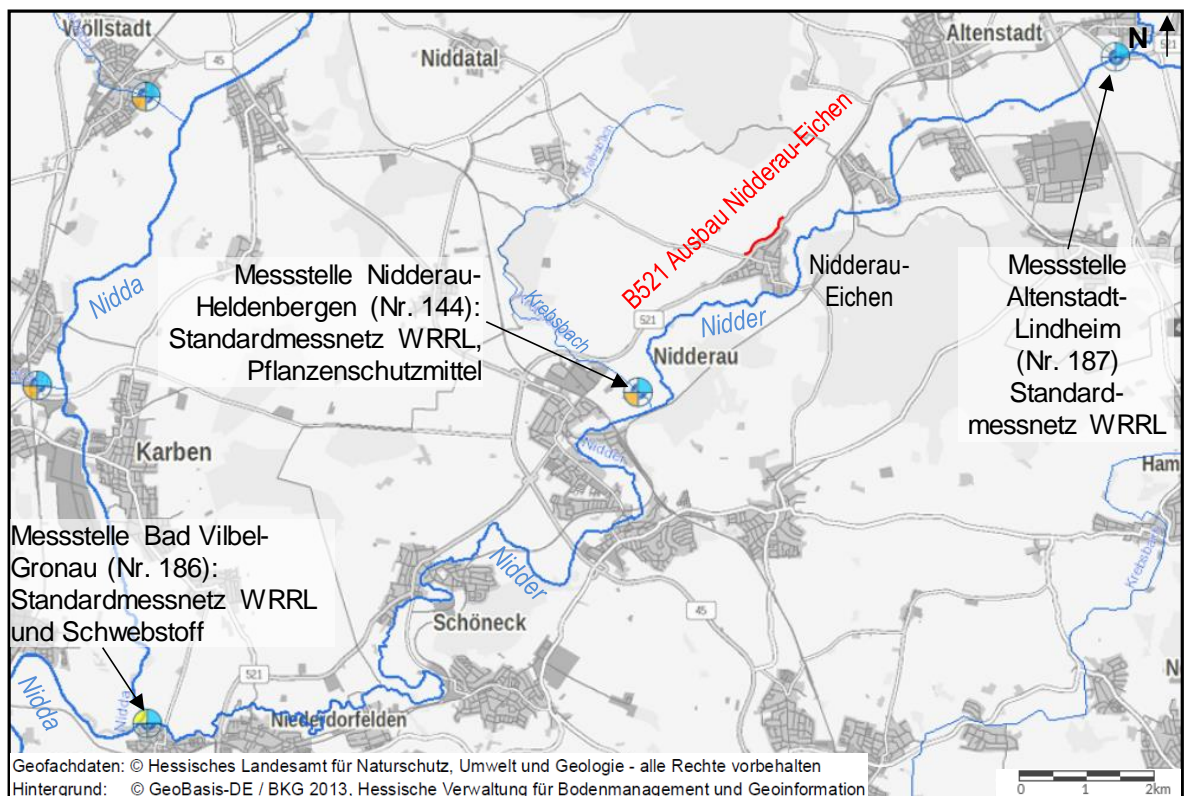 Wöllstadt
45
Niddatal
Altenstadt
N
521
Krebsbach
B521 Ausbau Nidderau-Eichen
Nidda
Messstelle Nidderau-
Heldenbergen (Nr. 144):
Standardmessnetz WRRL,
Pflanzenschutzmittel
Krebsbach
521
Nidder
Nidderau-
Eichen
Nidderau
Messstelle
Altenstadt-
Lindheim
(Nr. 187)
Standard-
messnetz WRRL
Karben
Nidder
Ham
Messstelle Bad Vilbel-
Gronau (Nr. 186):
Standardmessnetz WRRL
und Schwebstoff
Nidder
Krebsbach
Schöneck
45
521
Nidda
Nidda
Niederdorfelden
Geofachdaten: © Hessisches Landesamt für Naturschutz, Umwelt und Geologie - alle Rechte vorbehalten
Hintergrund: © GeoBasis-DE / BKG 2013, Hessische Verwaltung für Bodenmanagement und Geoinformation
0 1 2km